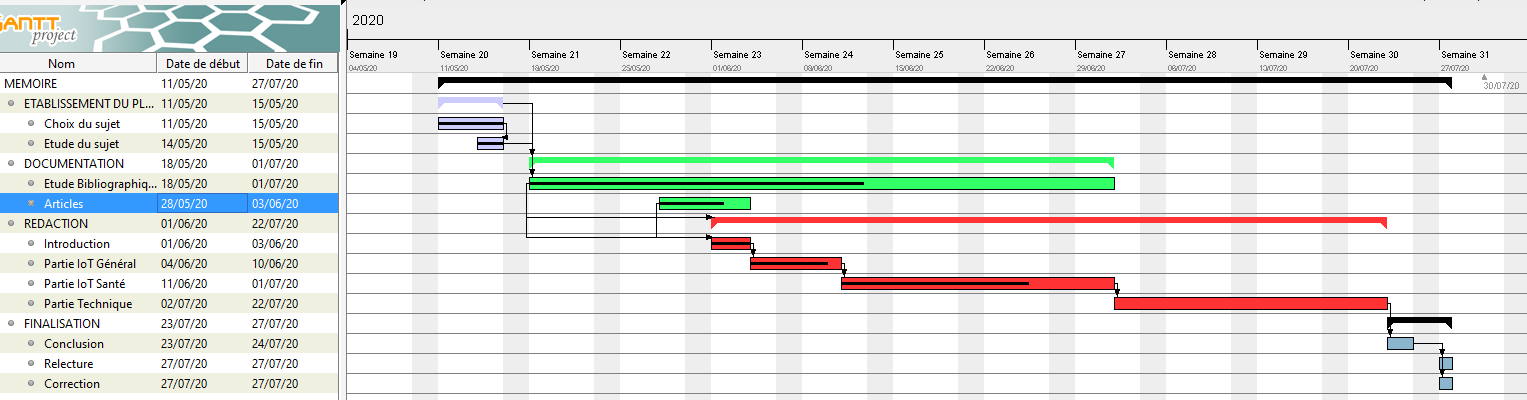 GANTT
project
2020
Semaine 19 Semaine 20 Semaine 21 Semaine 22 Semaine 23 Semaine 24 Semaine 25 Semaine 26 Semaine 27 Semaine 28 Semaine 29 Semaine 30 Semaine 31
04/05/20 11/05/20 18/05/20 25/05/20 01/06/20 08/06/20 15/06/20 22/06/20 29/06/20 06/07/20 13/07/20 20/07/20 27/07/20
30/07/20
Nom Date de début Date de fin
MEMOIRE 11/05/20 27/07/20
ETABLISSEMENT DU PL... 11/05/20 15/05/20
Choix du sujet 11/05/20 15/05/20
Etude du sujet 14/05/20 15/05/20
DOCUMENTATION 18/05/20 01/07/20
Etude Bibliographiq... 18/05/20 01/07/20
Articles 28/05/20 03/06/20
REDACTION 01/06/20 22/07/20
Introduction 01/06/20 03/06/20
Partie IoT Général 04/06/20 10/06/20
Partie IoT Santé 11/06/20 01/07/20
Partie Technique 02/07/20 22/07/20
FINALISATION 23/07/20 27/07/20
Conclusion 23/07/20 24/07/20
Relecture 27/07/20 27/07/20
Correction 27/07/20 27/07/20